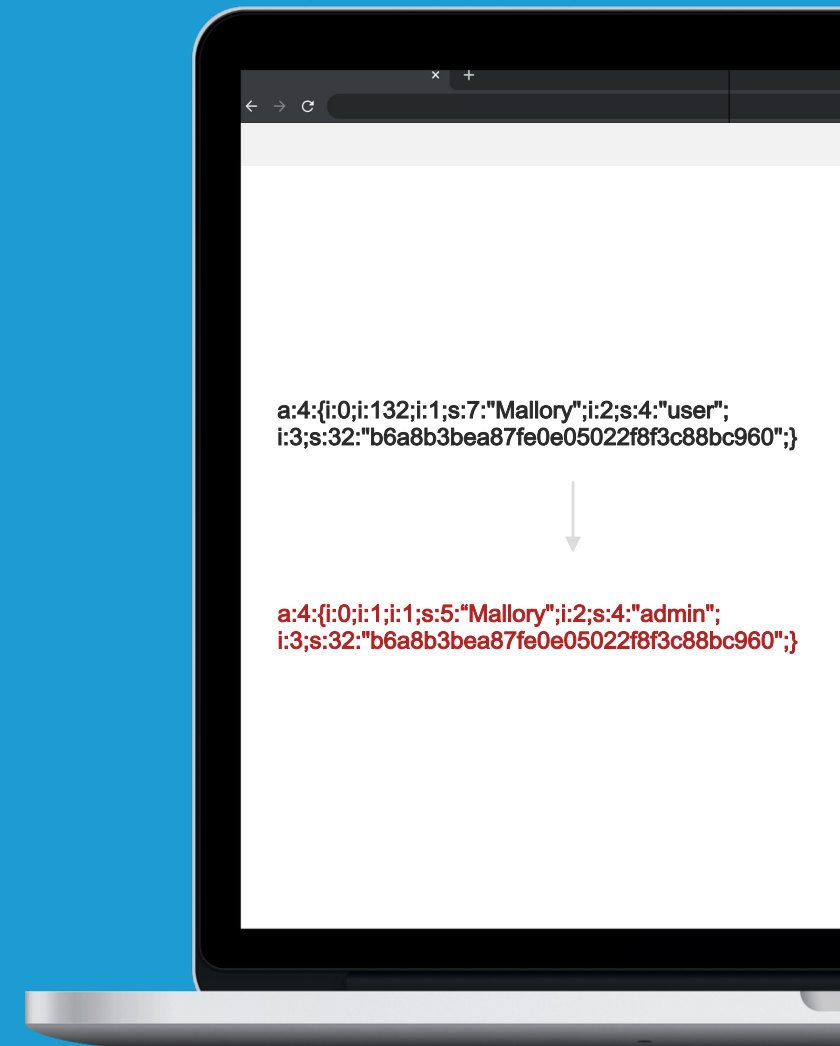 a:4:{i:0;i:132;i:1;s:7:"Mallory";i:2;s:4:"user";
i:3;s:32:"b6a8b3bea87fe0e05022f8f3c88bc960";}
a:4:{i:0;i:1;i:1;s:5:“Mallory";i:2;s:4:"admin";
i:3;s:32:"b6a8b3bea87fe0e05022f8f3c88bc960";}